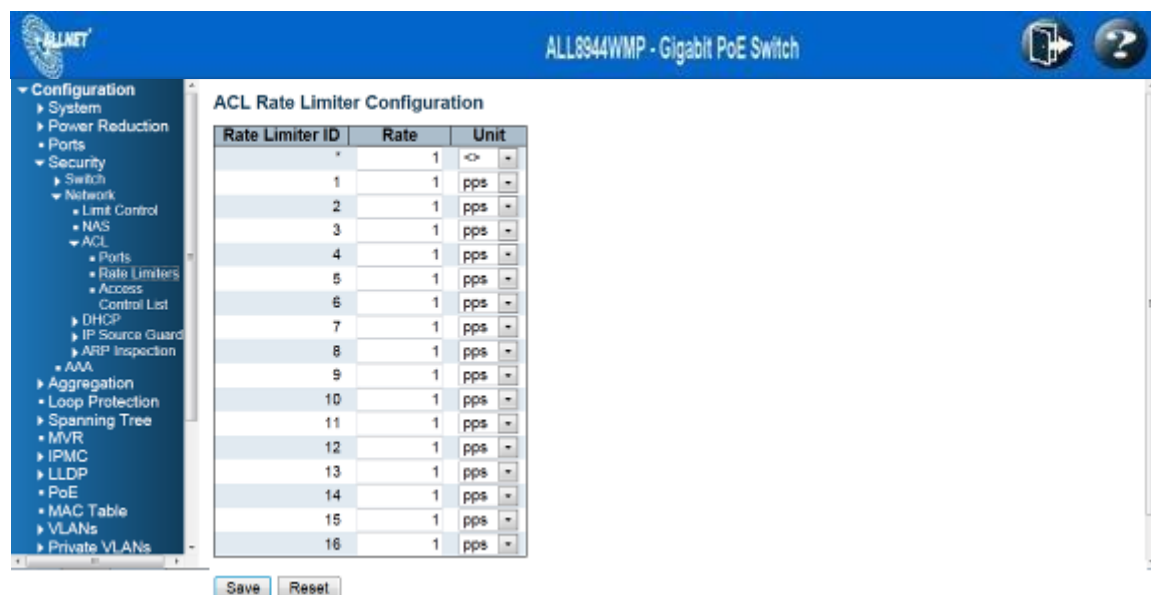 ALLNET
ALL8944WMP - Gigabit PoE Switch
?
Configuration
System
Power Reduction
Ports
Security
Switch
Network
Limit Control
NAS
ACL
Ports
Rate Limiters
Access
Control List
DHCP
IP Source Guard
ARP Inspection
AAA
Aggregation
Loop Protection
Spanning Tree
MVR
IPMC
LLDP
PoE
MAC Table
VLANs
Private VLANs
ACL Rate Limiter Configuration
Rate Limiter ID Rate Unit
* 1 <>
1 1 pps
2 1 pps
3 1 pps
4 1 pps
5 1 pps
6 1 pps
7 1 pps
8 1 pps
9 1 pps
10 1 pps
11 1 pps
12 1 pps
13 1 pps
14 1 pps
15 1 pps
16 1 pps
Save Reset